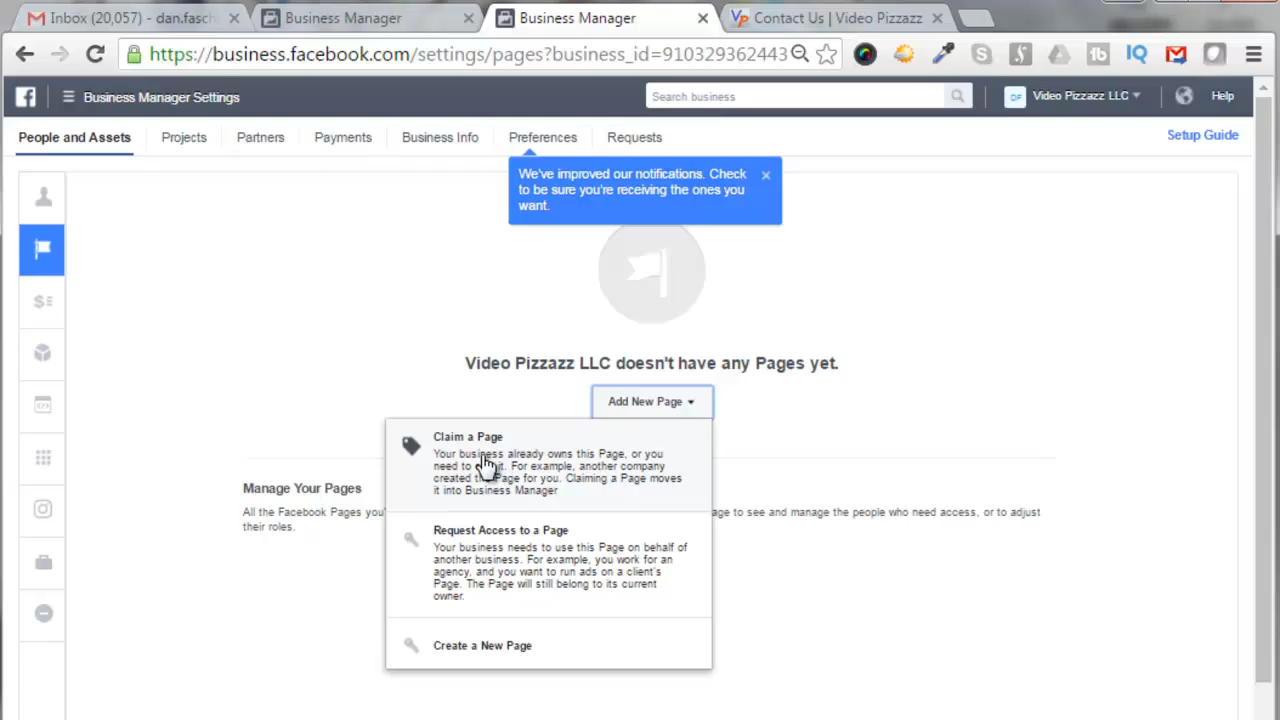 Inbox (20,057) - dan.fasch
Business Manager
Business Manager
Contact Us | Video Pizzazz
https://business.facebook.com/settings/pages?business_id=910329362443
Business Manager Settings
Search business
Video Pizzazz LLC
Help
People and Assets
Projects
Partners
Payments
Business Info
Preferences
Requests
Setup Guide
We've improved our notifications. Check
to be sure you're receiving the ones you
want.
Video Pizzazz LLC doesn't have any Pages yet.
Add New Page
Claim a Page
Your business already owns this Page, or you
need to it. For example, another company
created Page for you. Claiming a Page moves
it into Business Manager
Request Access to a Page
Your business needs to use this Page on behalf of
another business. For example, you work for an
agency, and you want to run ads on a client's
Page. The Page will still belong to its current
owner.
Create a New Page
Manage Your Pages
All the Facebook Pages to see and manage the people who need access, or to adjust
their roles.